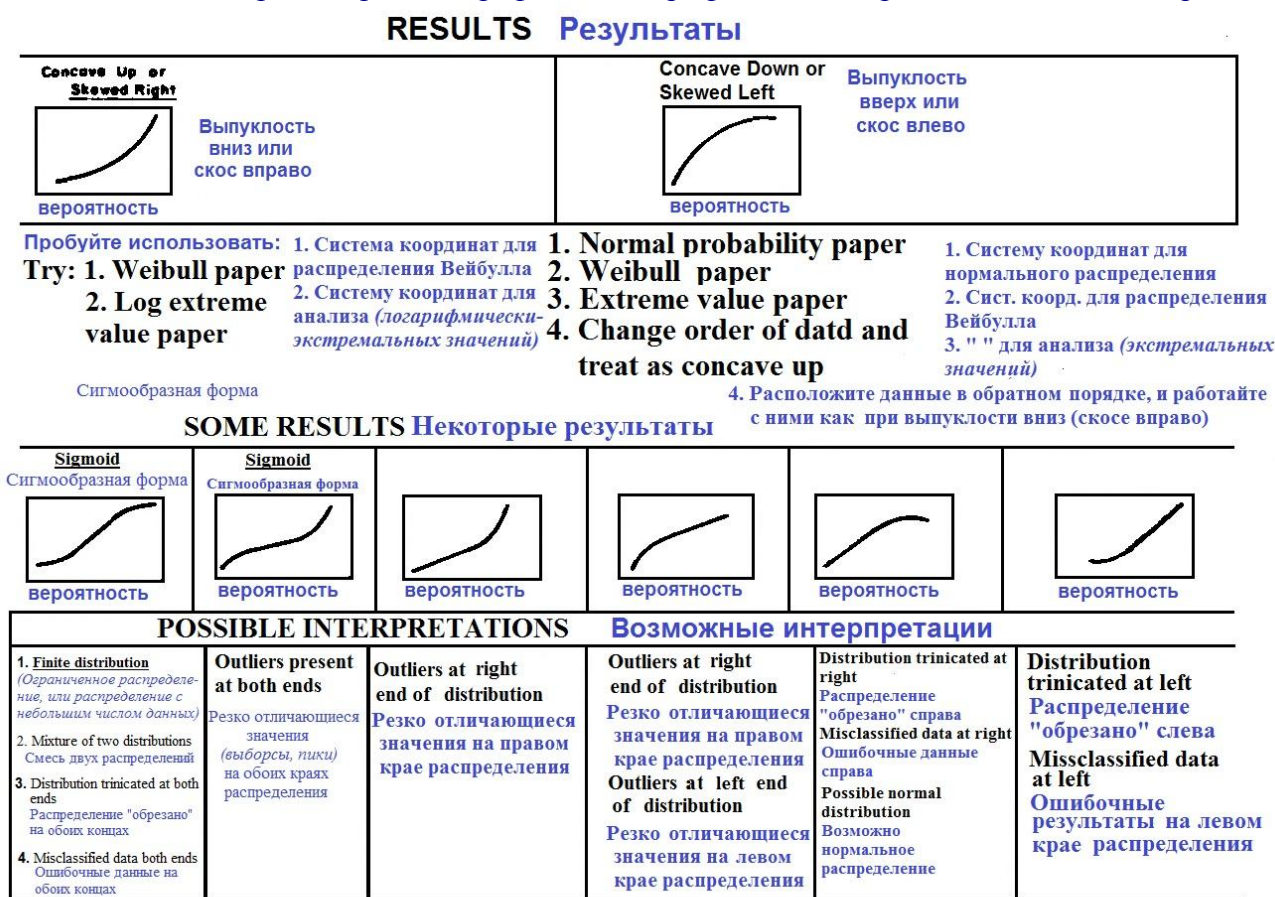 RESULTS Результаты
Concave Up or
Skewed Right
Выпуклость
вниз или
скос вправо
вероятность
Concave Down or
Skewed Left
Выпуклость
вверх или
скос влево
вероятность
Пробуйте использовать:
Try: 1. Weibull paper
2. Log extreme
value paper
1. Система координат для
распределения Вейбулла
2. Систему координат для
анализа (логарифмически-
экстремальных значений)
1. Normal probability paper
2. Weibull paper
3. Extreme value paper
4. Change order of datd and
treat as concave up
1. Систему координат для
нормального распределения
2. Сист. коорд. для распределения
Вейбулла
3. " " для анализа (экстремальных
значений)
4. Расположите данные в обратном порядке, и работайте
с ними как при выпуклости вниз (скосе вправо)
Сигмообразная форма
SOME RESULTS Некоторые результаты
Sigmoid
Сигмообразная форма
вероятность
Sigmoid
Сигмообразная форма
вероятность
вероятность
вероятность
вероятность
вероятность
POSSIBLE INTERPRETATIONS Возможные интерпретации
1. Finite distribution
(Ограниченное распределе-
ние, или распределение с
небольшим числом данных)
2. Mixture of two distributions
Смесь двух распределений
3. Distribution trinicated at both
ends
Распределение "обрезано"
на обоих концах
4. Misclassified data both ends
Ошибочные данные на
обоих концах
Outliers present
at both ends
Резко отличающиеся
значения
(выборсы, пики)
на обоих краях
распределения
Outliers at right
end of distribution
Резко отличающиеся
значения на правом
крае распределения
Outliers at right
end of distribution
Резко отличающиеся
значения на правом
крае распределения
Outliers at left end
of distribution
Резко отличающиеся
значения на левом
крае распределения
Distribution trinicated at
right
Распределение
"обрезано" справа
Misclassified data at right
Ошибочные данные
справа
Possible normal
distribution
Возможно
нормальное
распределение
Distribution
trinicated at left
Распределение
"обрезано" слева
Missclassified data
at left
Ошибочные
результаты на левом
крае распределения